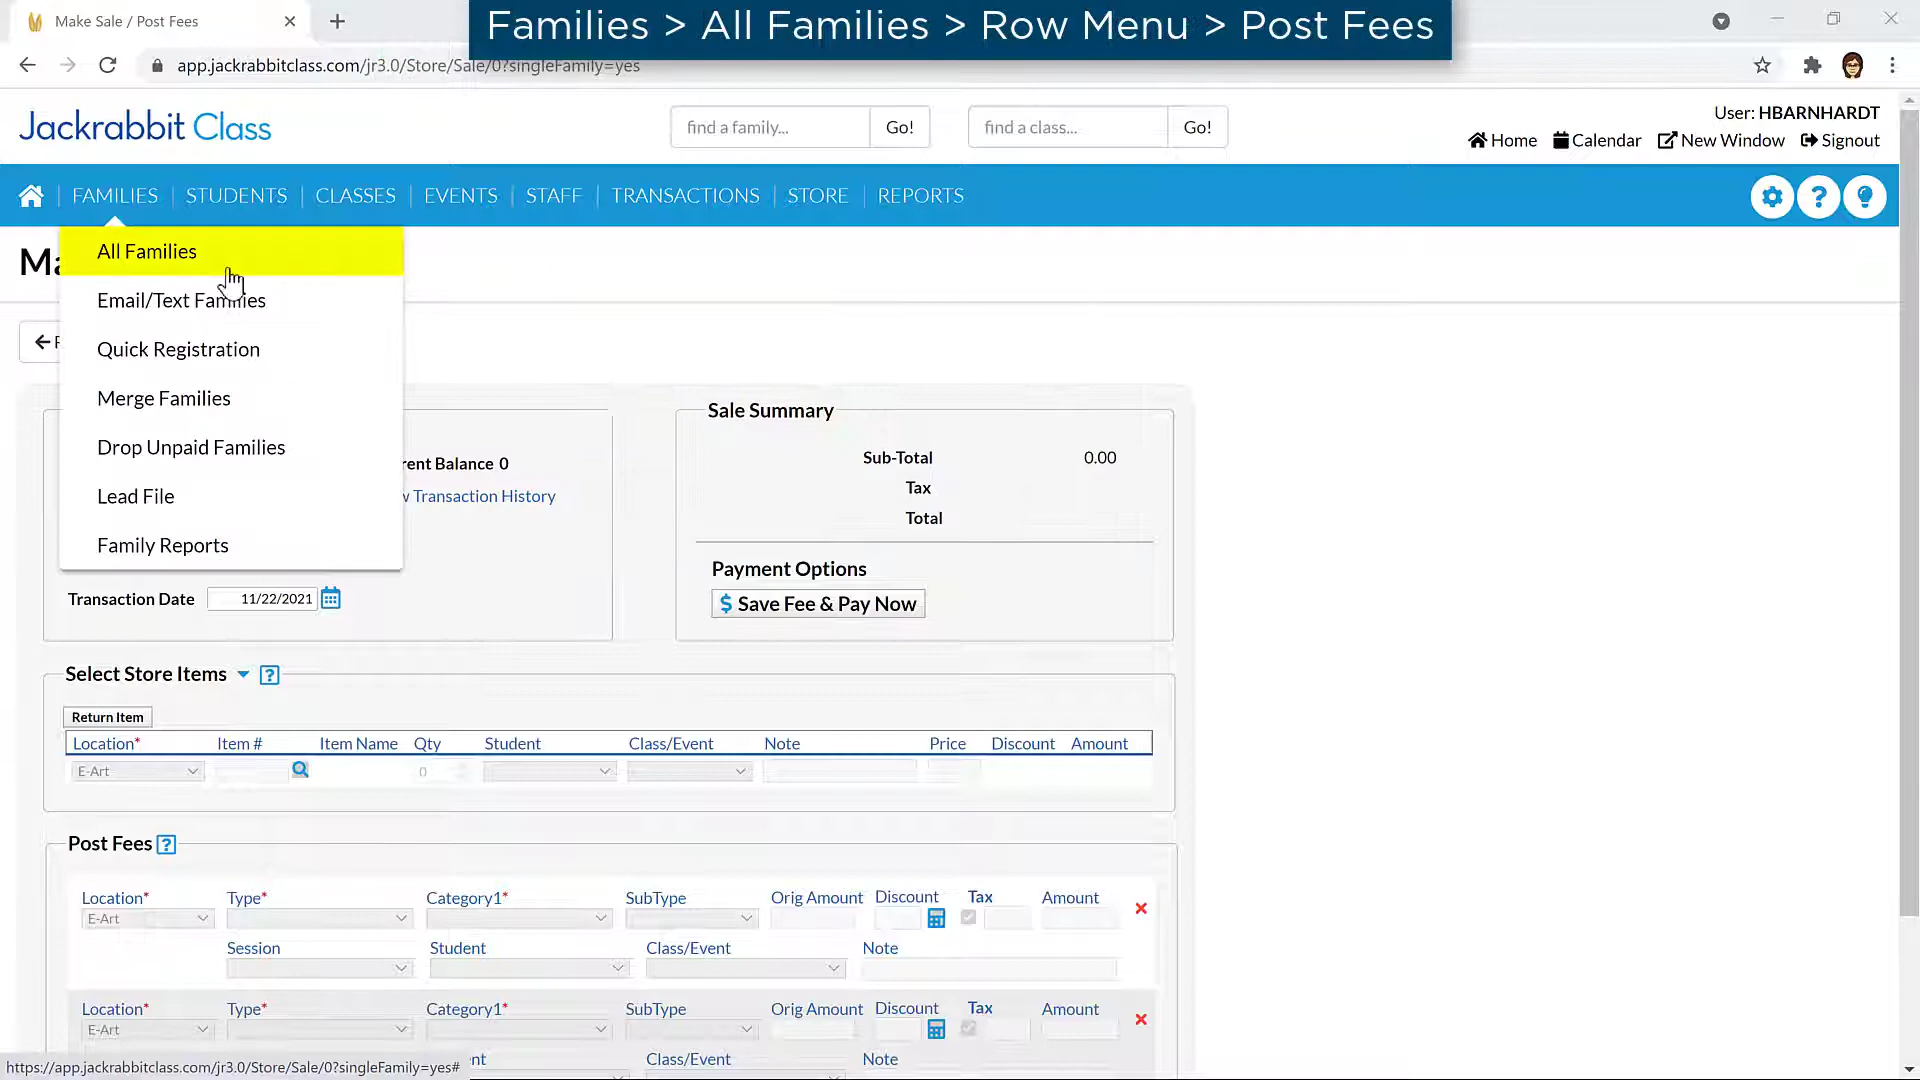 Make Sale / Post Fees
Families > All Families > Row Menu > Post Fees
app.jackrabbitclass.com/jr3.0/Store/Sale/0?singleFamily=yes
Jackrabbit Class
find a family...
Go!
find a class...
Go!
User: HBARNHARDT
Home
Calendar
New Window
Signout
FAMILIES
STUDENTS
CLASSES
EVENTS
STAFF
TRANSACTIONS
STORE
REPORTS
Ma
All Families
Email/Text Families
Quick Registration
Merge Families
Drop Unpaid Families
Lead File
Family Reports
rent Balance 0
w Transaction History
Transaction Date 11/22/2021
Sale Summary
Sub-Total 0.00
Tax
Total
Payment Options
$ Save Fee & Pay Now
Select Store Items ?
Return Item
Location* Item # Item Name Qty Student Class/Event Note Price Discount Amount
E-Art 0
Post Fees ?
Location* Type* Category1* SubType Orig Amount Discount Tax Amount
E-Art
Session Student Class/Event Note
Location* Type* Category1* SubType Orig Amount Discount Tax Amount
E-Art
nt Class/Event Note
https://app.jackrabbitclass.com/jr3.0/Store/Sale/0?singleFamily=yes#